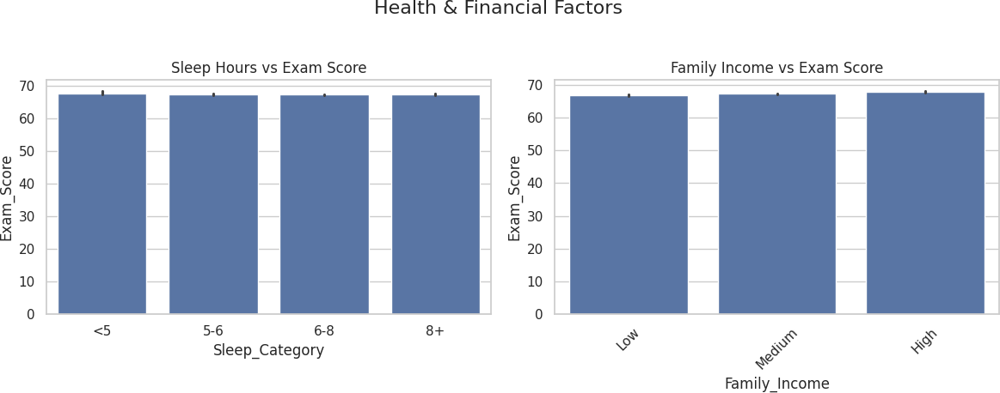 Health & Financial Factors
Sleep Hours vs Exam Score
70
60
50
40
30
20
10
0
Exam_Score
<5
5-6
6-8
8+
Sleep_Category
Family Income vs Exam Score
70
60
50
40
30
20
10
0
Exam_Score
Low
Medium
High
Family_Income